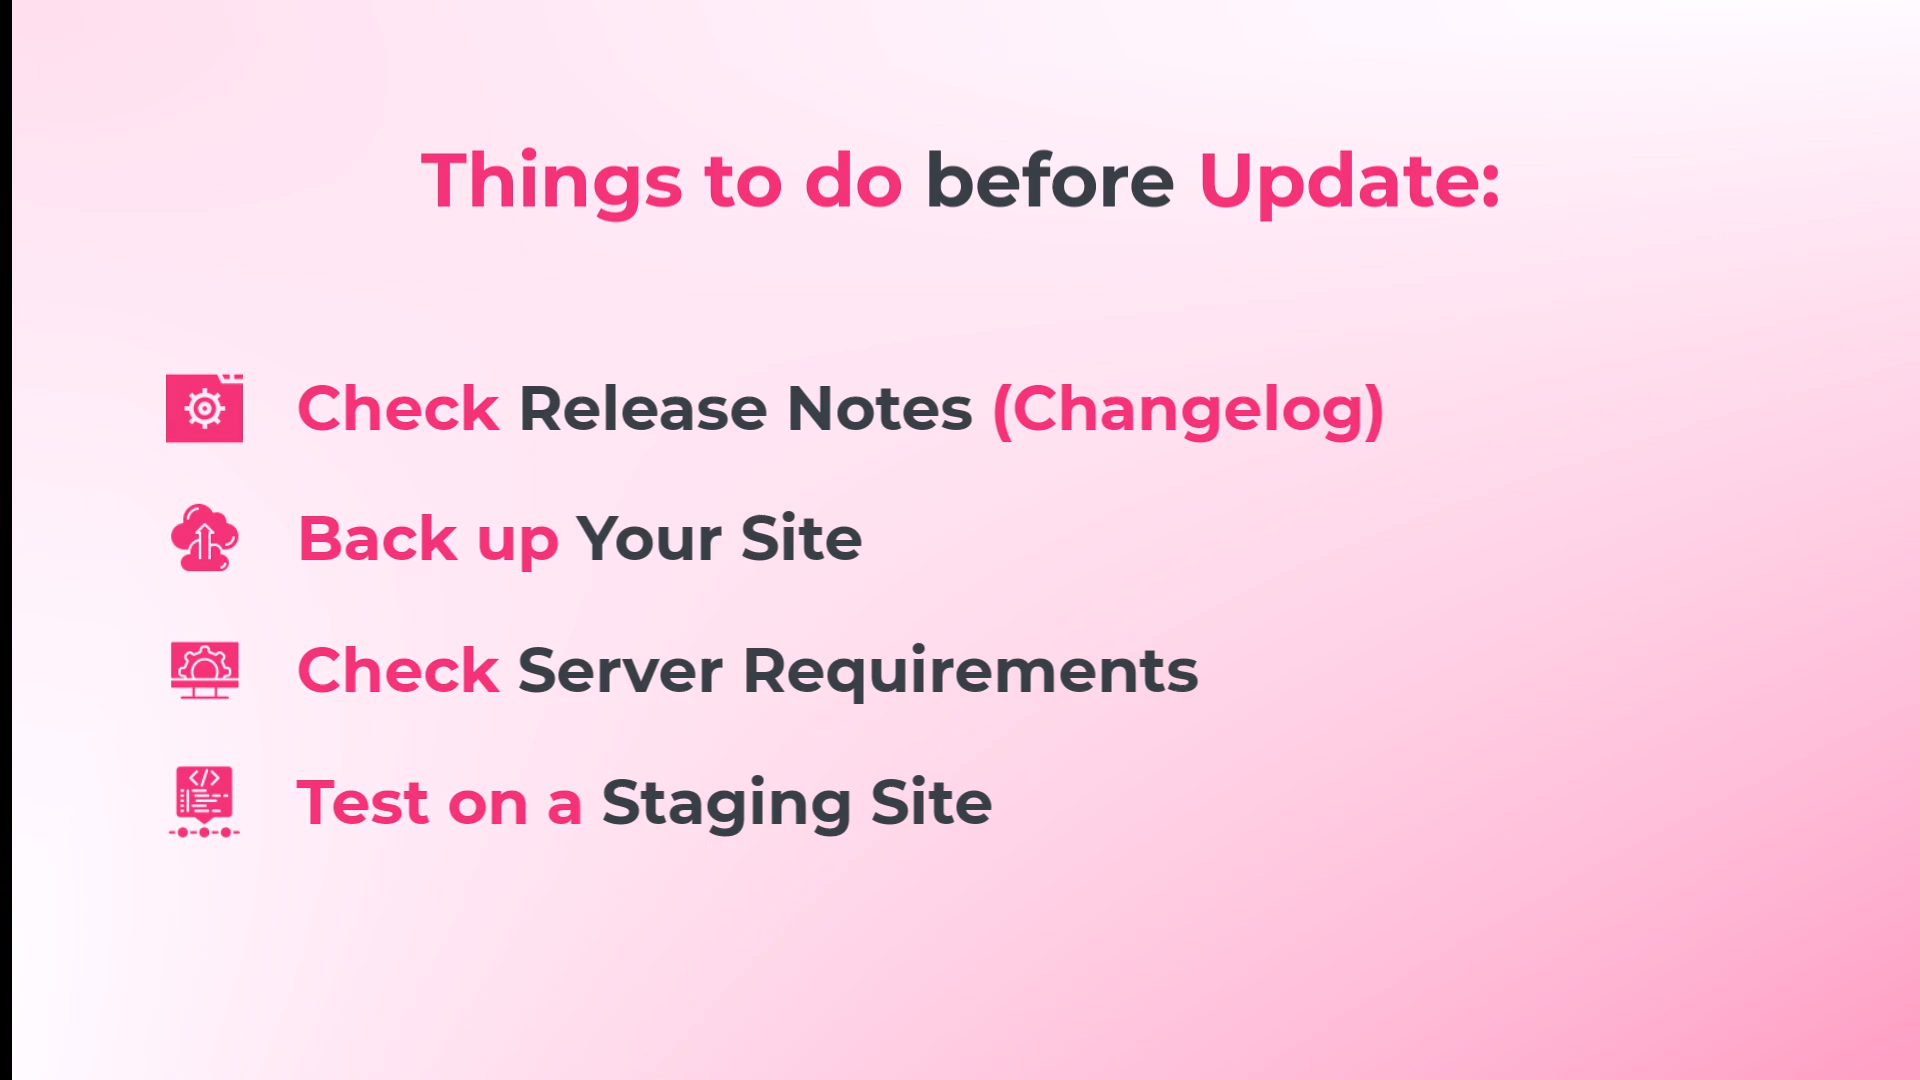 Things to do before Update:
Check Release Notes (Changelog)
Back up Your Site
Check Server Requirements
Test on a Staging Site